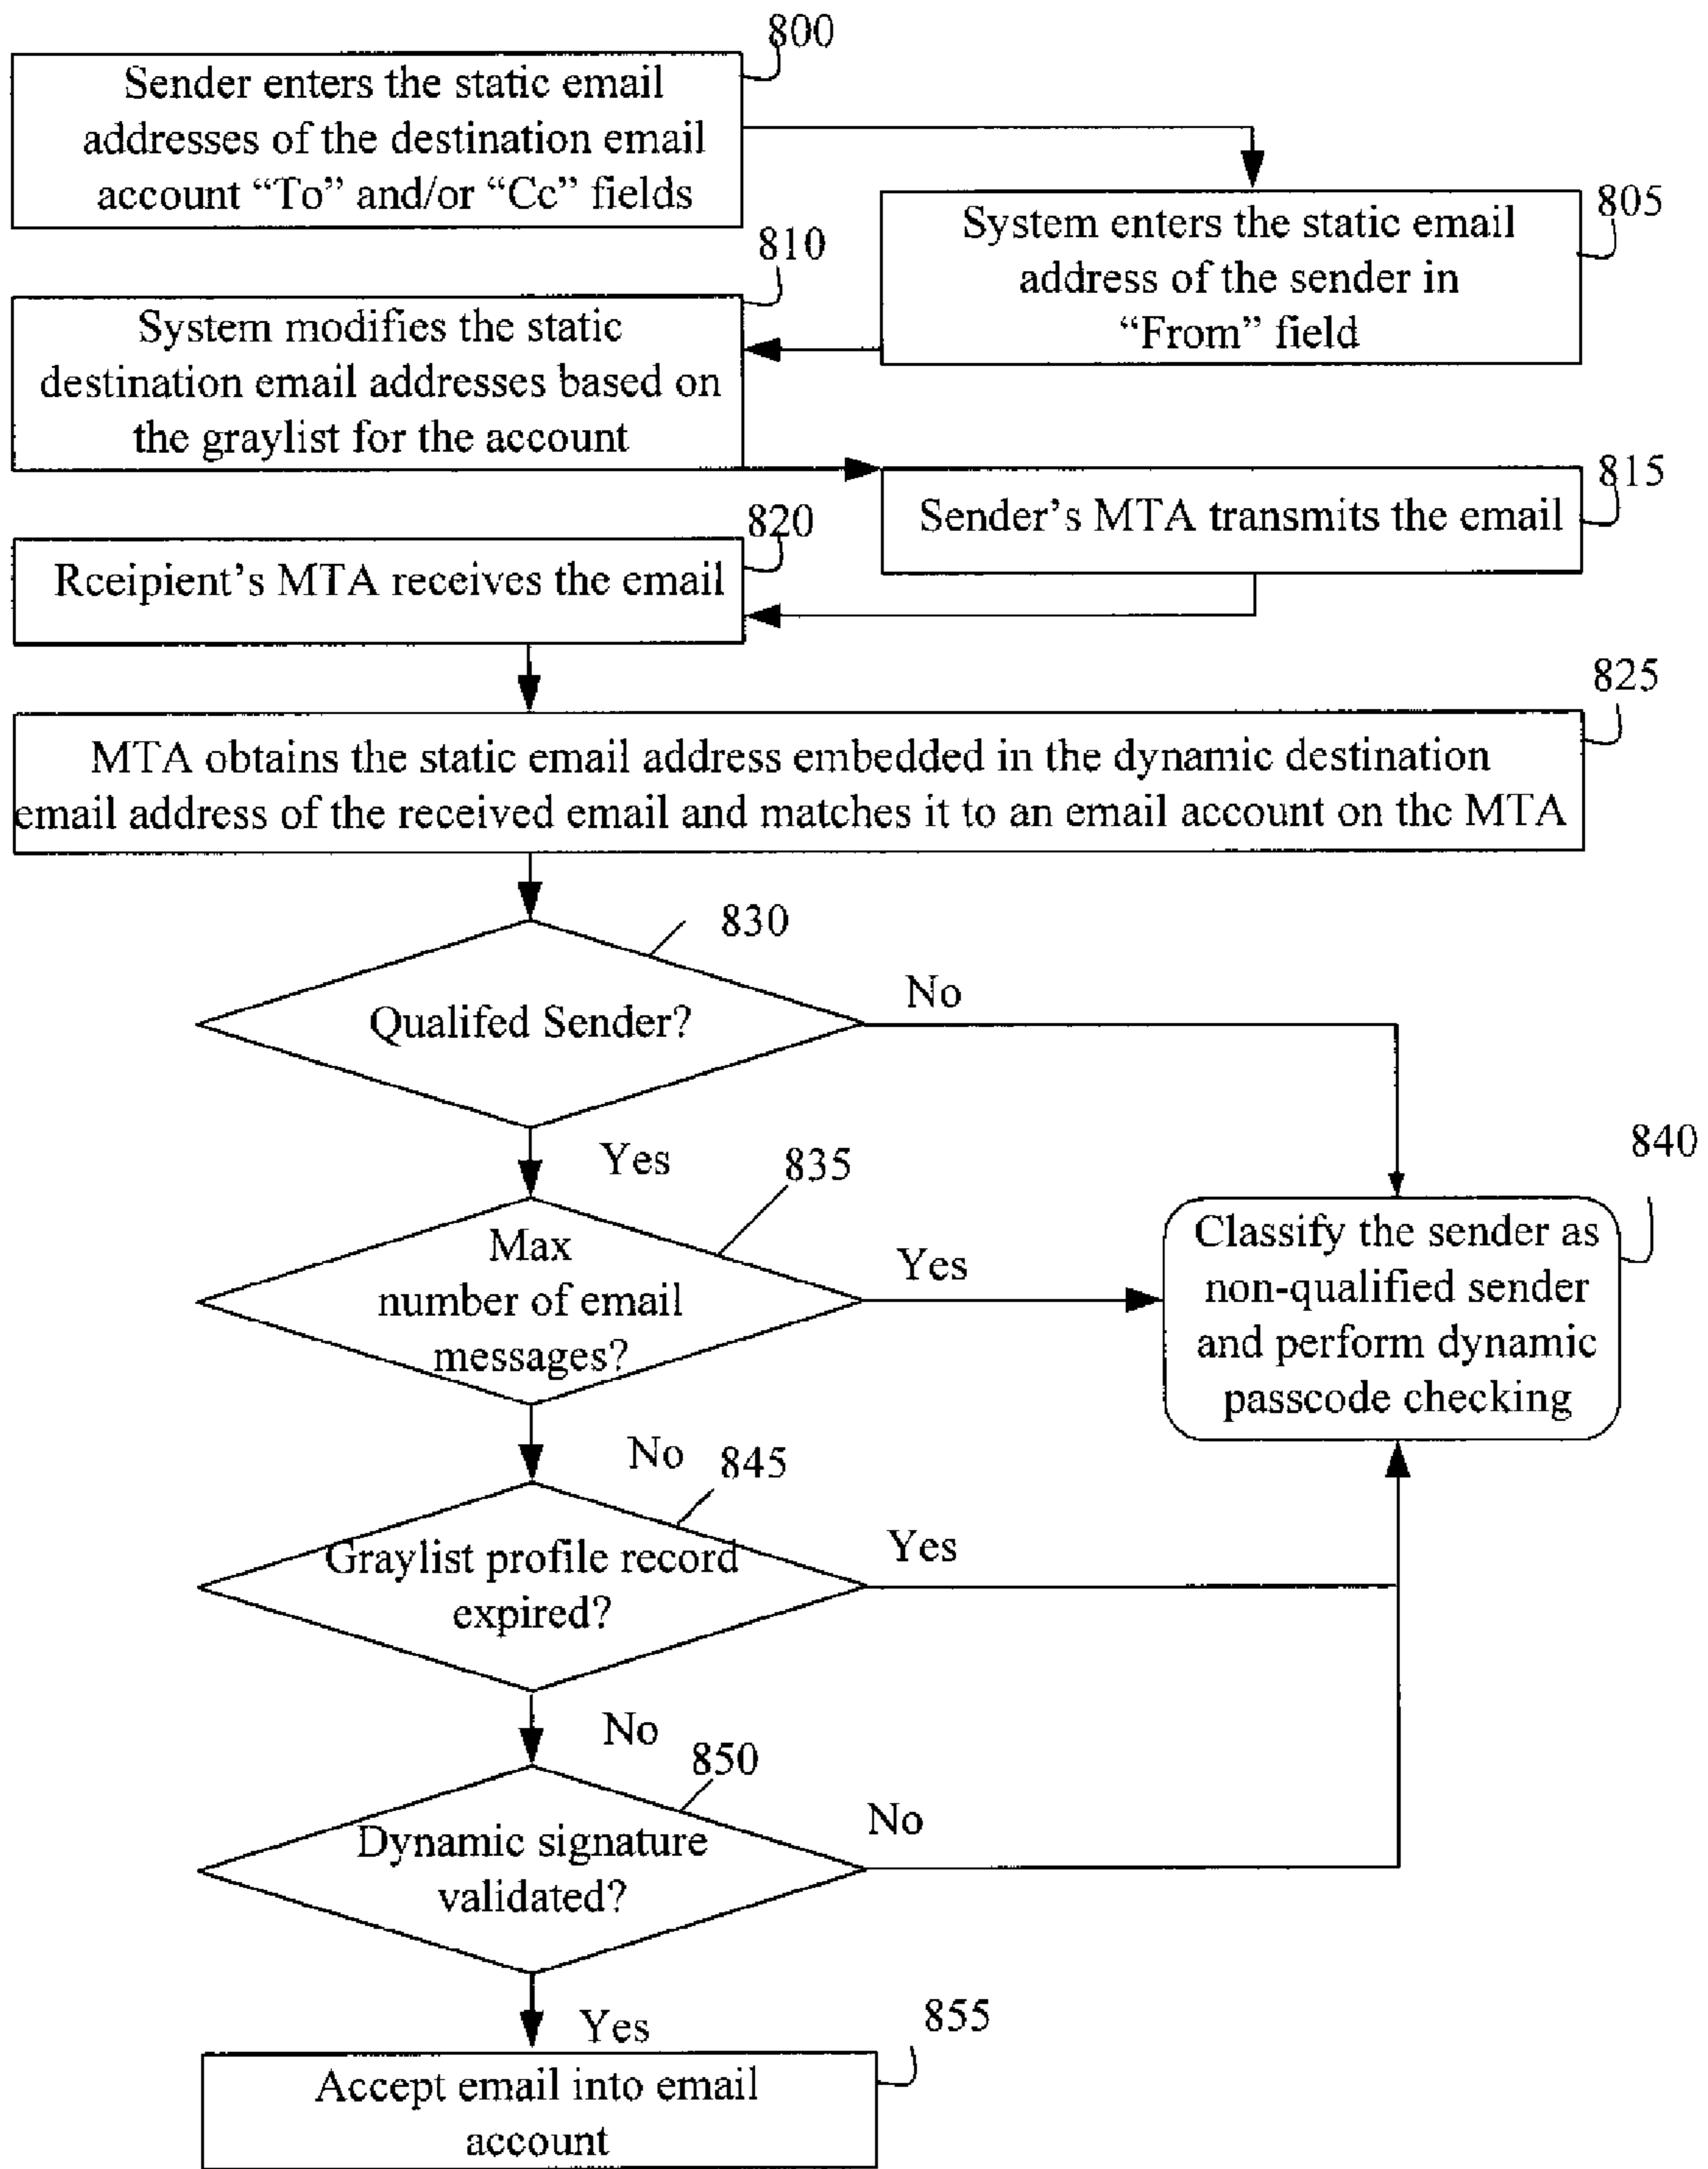 800
Sender enters the static email
addresses of the destination email
account “To” and/or “Cc” fields
805
System enters the static email
address of the sender in
“From” field
810
System modifies the static
destination email addresses based on
the graylist for the account
815
Sender’s MTA transmits the email
820
Rceipient’s MTA receives the email
825
MTA obtains the static email address embedded in the dynamic destination
email address of the received email and matches it to an email account on the MTA
830
Qualifed Sender?
No
Yes
835
Max
number of email
messages?
Yes
840
Classify the sender as
non-qualified sender
and perform dynamic
passcode checking
No
845
Graylist profile record
expired?
Yes
No
850
Dynamic signature
validated?
No
Yes
855
Accept email into email
account